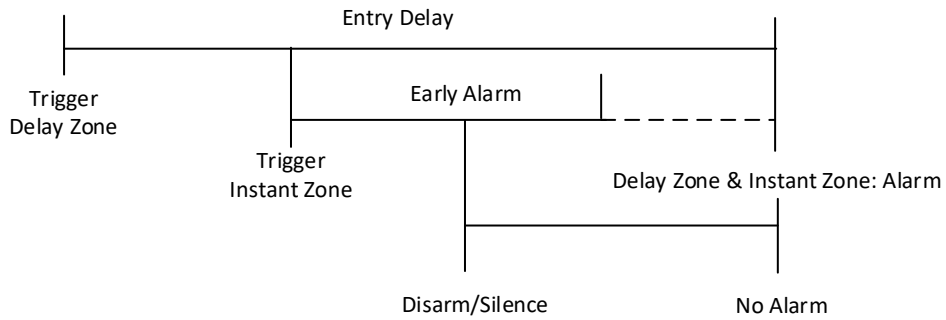 Entry Delay
Early Alarm
Trigger
Delay Zone
Trigger
Instant Zone
Delay Zone & Instant Zone: Alarm
Disarm/Silence
No Alarm